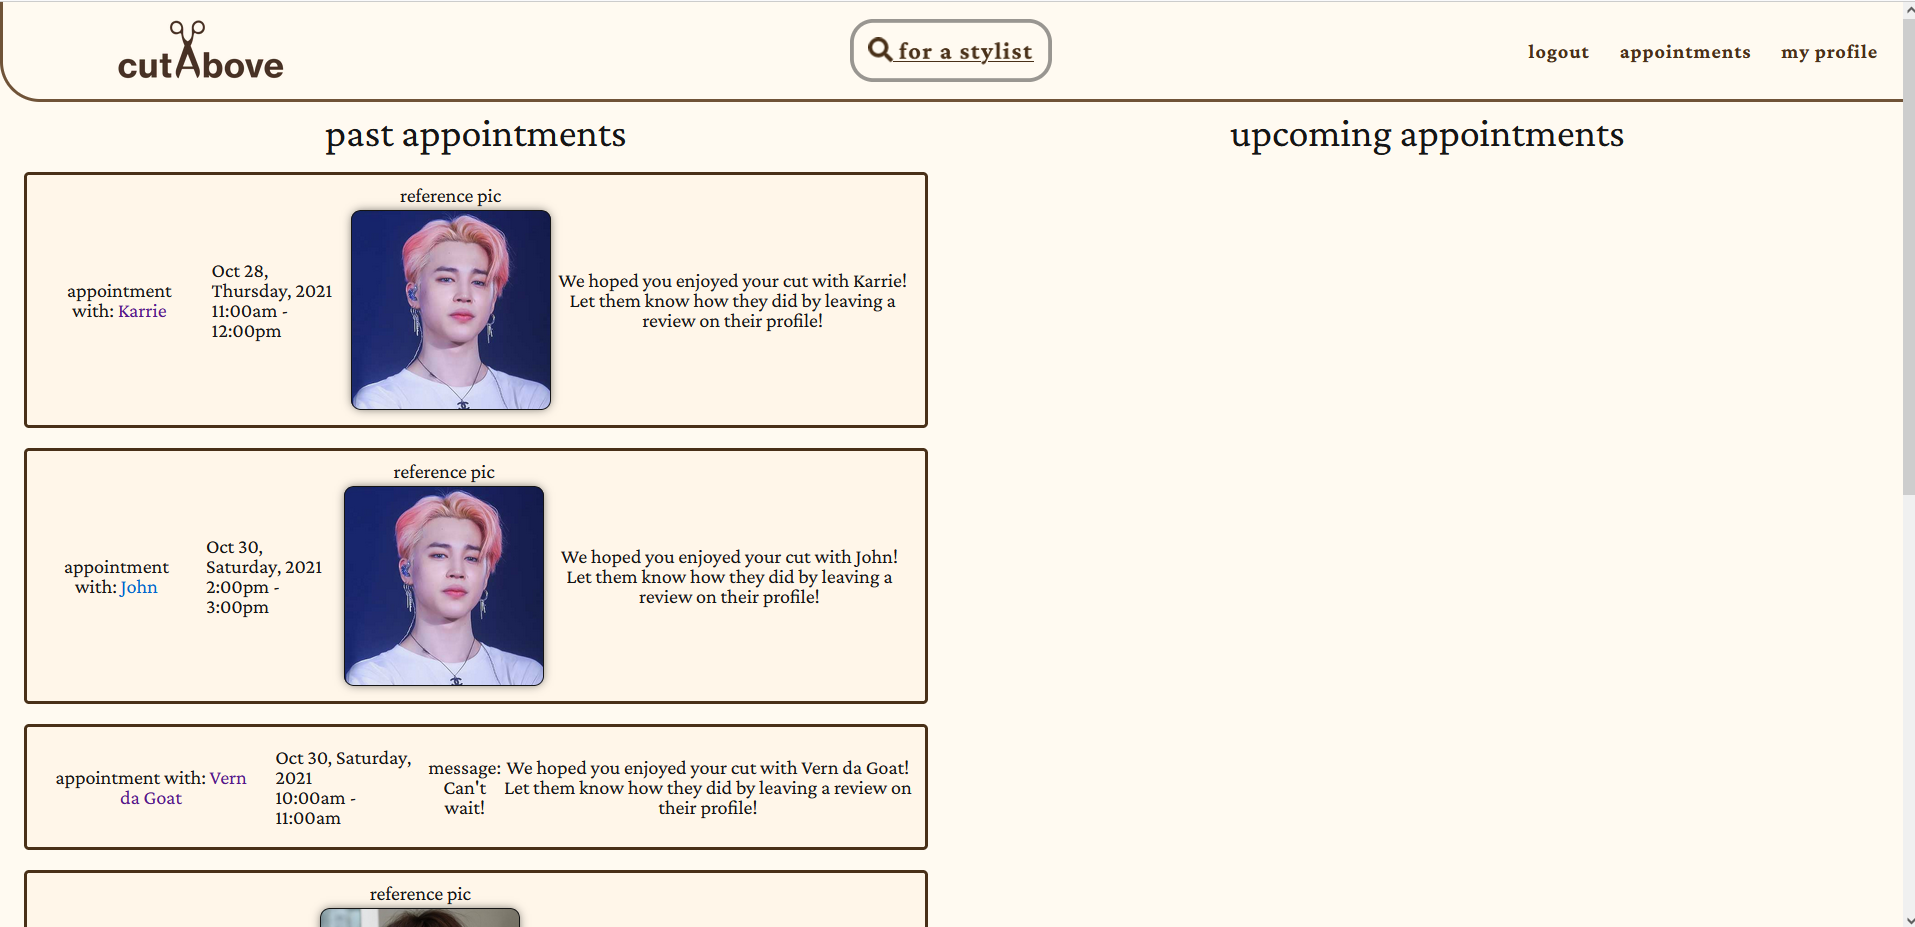 cutAbove
for a stylist
logout
appointments
my profile
past appointments
upcoming appointments
reference pic
appointment
with: Karrie
Oct 28,
Thursday, 2021
11:00am -
12:00pm
We hoped you enjoyed your cut with Karrie!
Let them know how they did by leaving a
review on their profile!
reference pic
appointment
with: John
Oct 30,
Saturday, 2021
2:00pm -
3:00pm
We hoped you enjoyed your cut with John!
Let them know how they did by leaving a
review on their profile!
appointment with: Vern
da Goat
Oct 30, Saturday,
2021
10:00am -
11:00am
message:
Can't
wait!
We hoped you enjoyed your cut with Vern da Goat!
Let them know how they did by leaving a review on
their profile!
reference pic